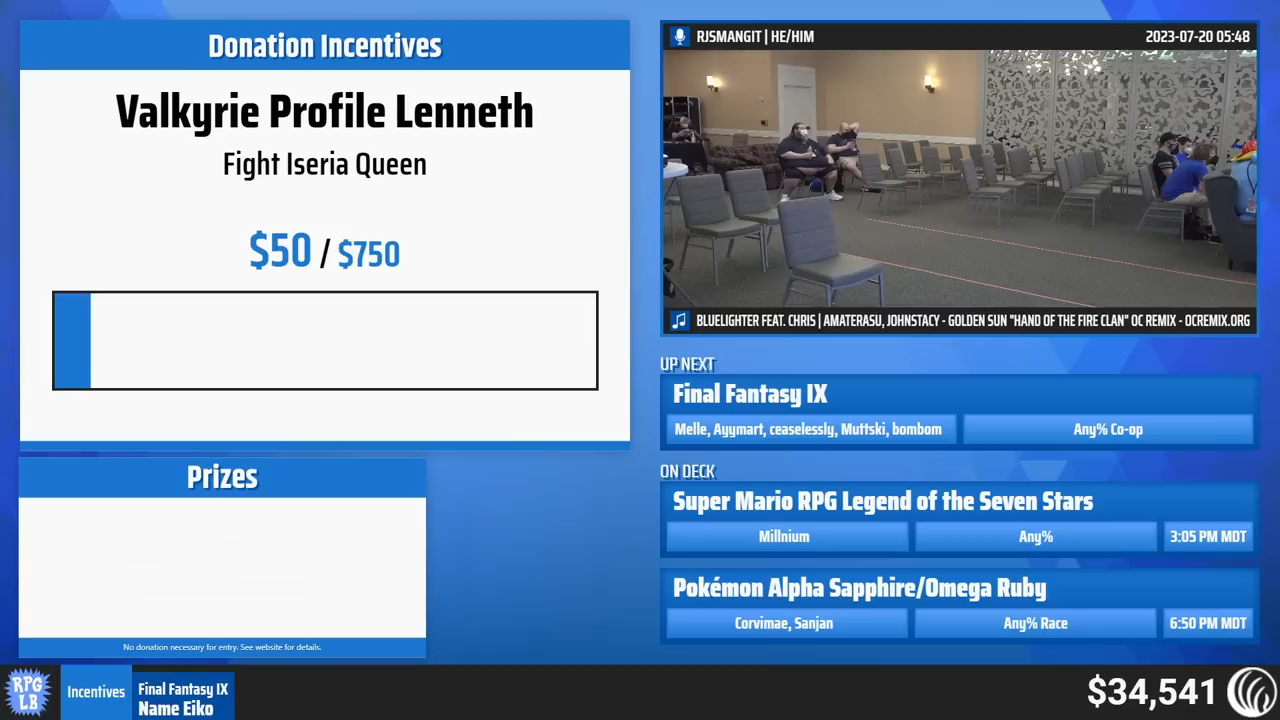 Donation Incentives
Valkyrie Profile Lenneth
Fight Iseria Queen
$50 / $750
Prizes
No donation necessary for entry. See website for details.
RJSMANGIT | HE/HIM
2023-07-20 05:48
BLUELIGHTER FEAT. CHRIS | AMATERASU, JOHNSTACY - GOLDEN SUN "HAND OF THE FIRE CLAN" OC REMIX - OCREMIX.ORG
UP NEXT
Final Fantasy IX
Melle, Ayymart, ceaselessly, Muttski, bombom
Any% Co-op
ON DECK
Super Mario RPG Legend of the Seven Stars
Millnium
Any%
3:05 PM MDT
Pokémon Alpha Sapphire/Omega Ruby
Corvimae, Sanjan
Any% Race
6:50 PM MDT
RPG
LB
Incentives
Final Fantasy IX
Name Eiko
$34,541